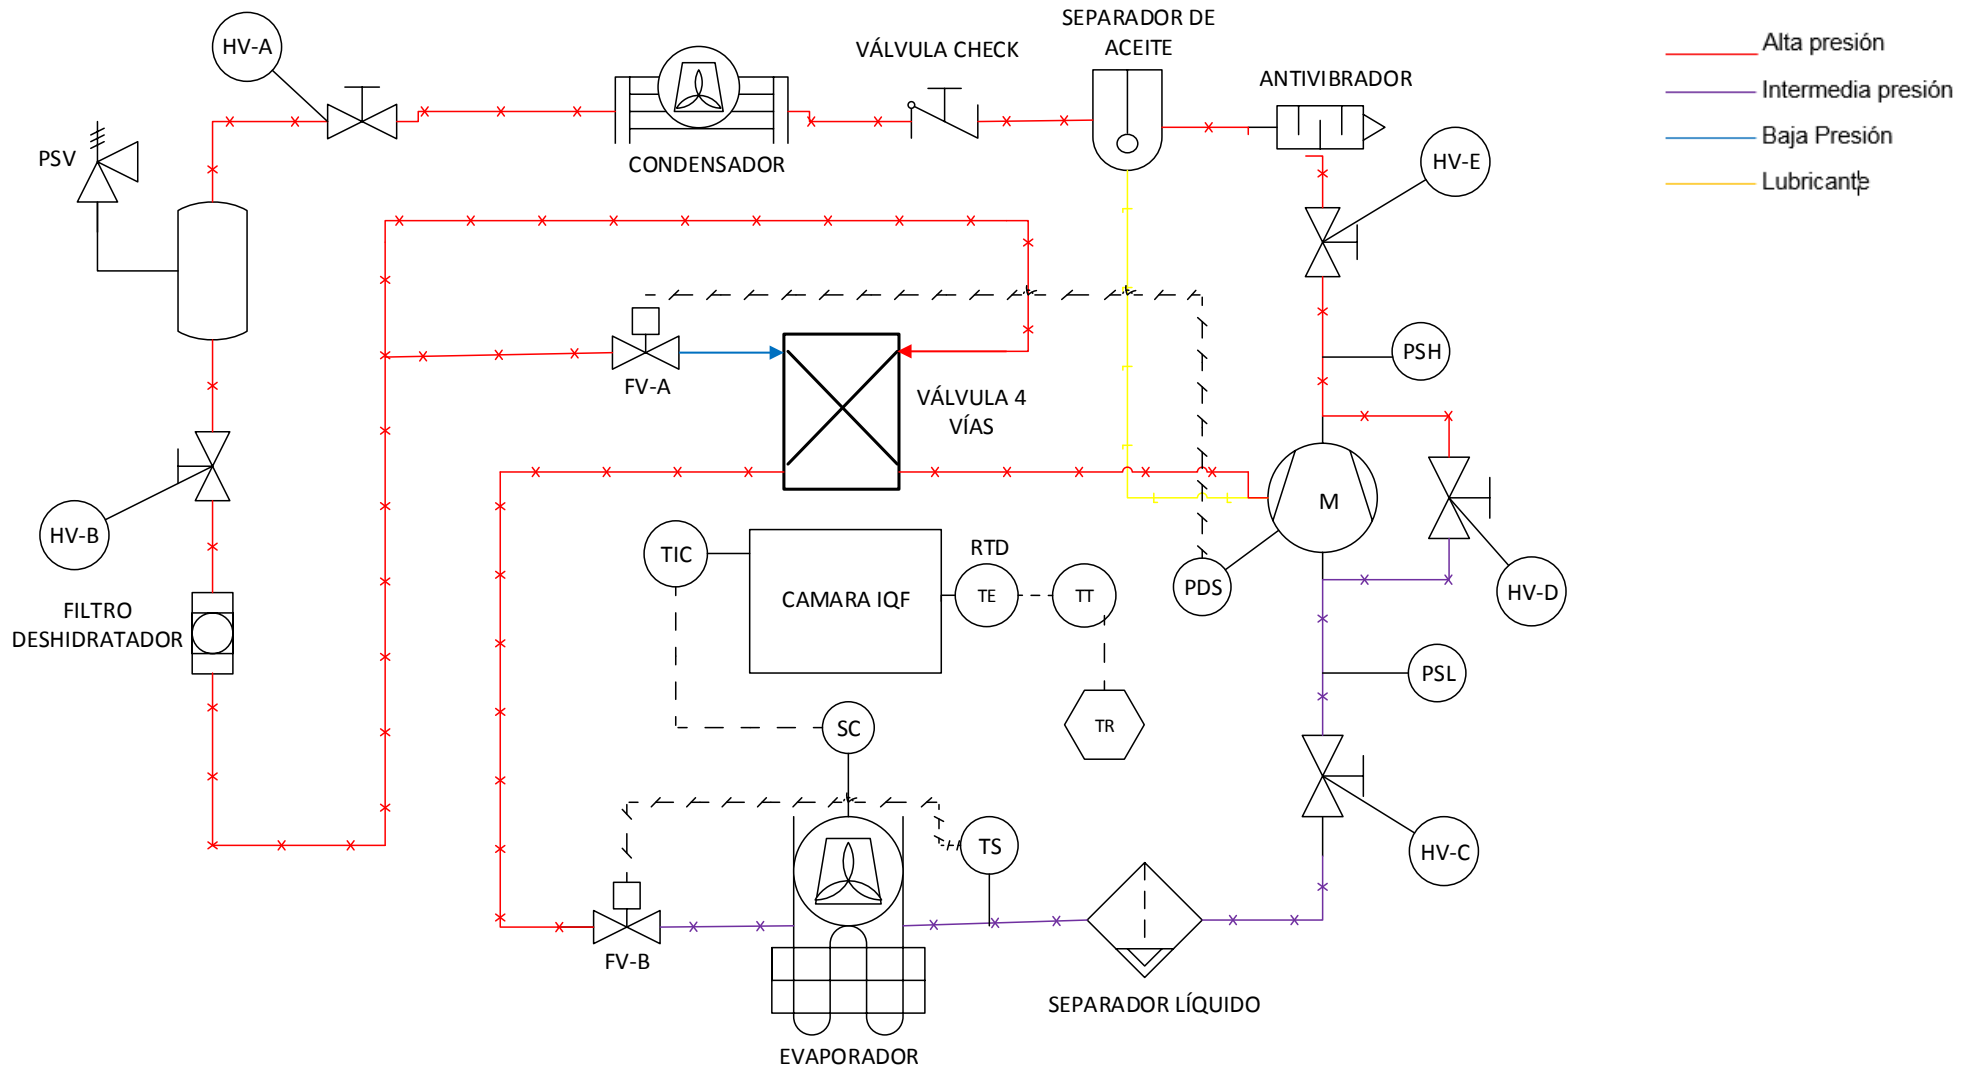 HV-A
SEPARADOR DE
ACEITE
VÁLVULA CHECK
ANTIVIBRADOR
Alta presión
Intermedia presión
Baja Presión
Lubricante
PSV
CONDENSADOR
HV-E
FV-A
VÁLVULA 4
VÍAS
PSH
HV-B
M
TIC
RTD
CAMARA IQF
TE
TT
PDS
HV-D
FILTRO
DESHIDRATADOR
PSL
SC
TR
TS
HV-C
FV-B
SEPARADOR LÍQUIDO
EVAPORADOR